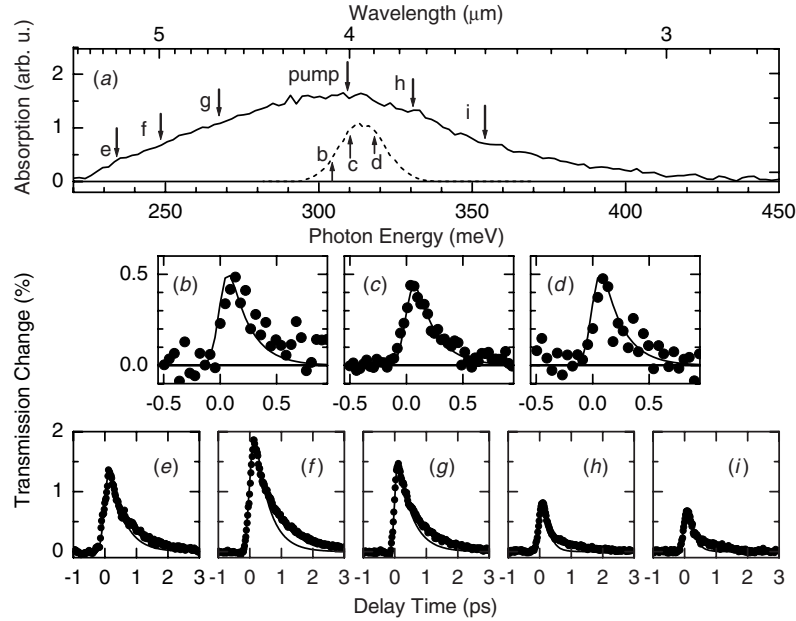 Wavelength (μm)
5 4 3
Absorption (arb. u.)
2
1
0
(a)
pump
e f g h i
b c d
250 300 350 400 450
Photon Energy (meV)
Transmission Change (%)
0.5
0.0
(b) (c) (d)
-0.5 0.0 0.5 -0.5 0.0 0.5 -0.5 0.0 0.5
2
1
0
(e) (f) (g) (h) (i)
-1 0 1 2 3 -1 0 1 2 3 -1 0 1 2 3 -1 0 1 2 3 -1 0 1 2 3
Delay Time (ps)